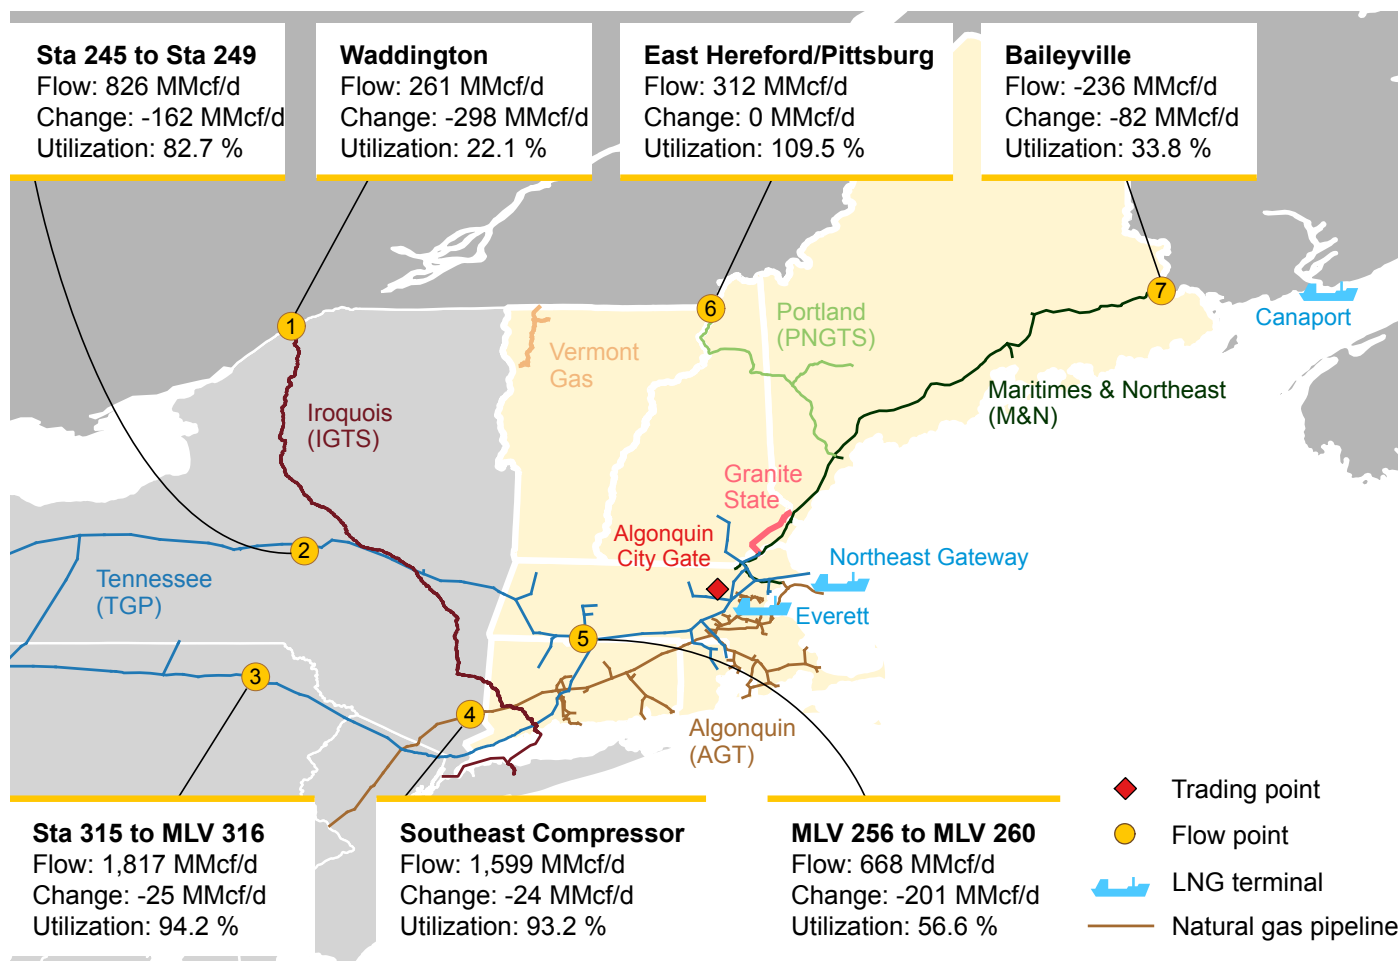 Sta 245 to Sta 249
Flow: 826 MMcf/d
Change: -162 MMcf/d
Utilization: 82.7 %
Waddington
Flow: 261 MMcf/d
Change: -298 MMcf/d
Utilization: 22.1 %
East Hereford/Pittsburg
Flow: 312 MMcf/d
Change: 0 MMcf/d
Utilization: 109.5 %
Baileyville
Flow: -236 MMcf/d
Change: -82 MMcf/d
Utilization: 33.8 %
7
6
1
Canaport
Portland
(PNGTS)
Vermont
Gas
Maritimes & Northeast
(M&N)
Iroquois
(IGTS)
Granite
State
Algonquin
City Gate
2
Northeast Gateway
Tennessee
(TGP)
Everett
5
3
4
Algonquin
(AGT)
Sta 315 to MLV 316
Flow: 1,817 MMcf/d
Change: -25 MMcf/d
Utilization: 94.2 %
Southeast Compressor
Flow: 1,599 MMcf/d
Change: -24 MMcf/d
Utilization: 93.2 %
MLV 256 to MLV 260
Flow: 668 MMcf/d
Change: -201 MMcf/d
Utilization: 56.6 %
Trading point
Flow point
LNG terminal
Natural gas pipeline